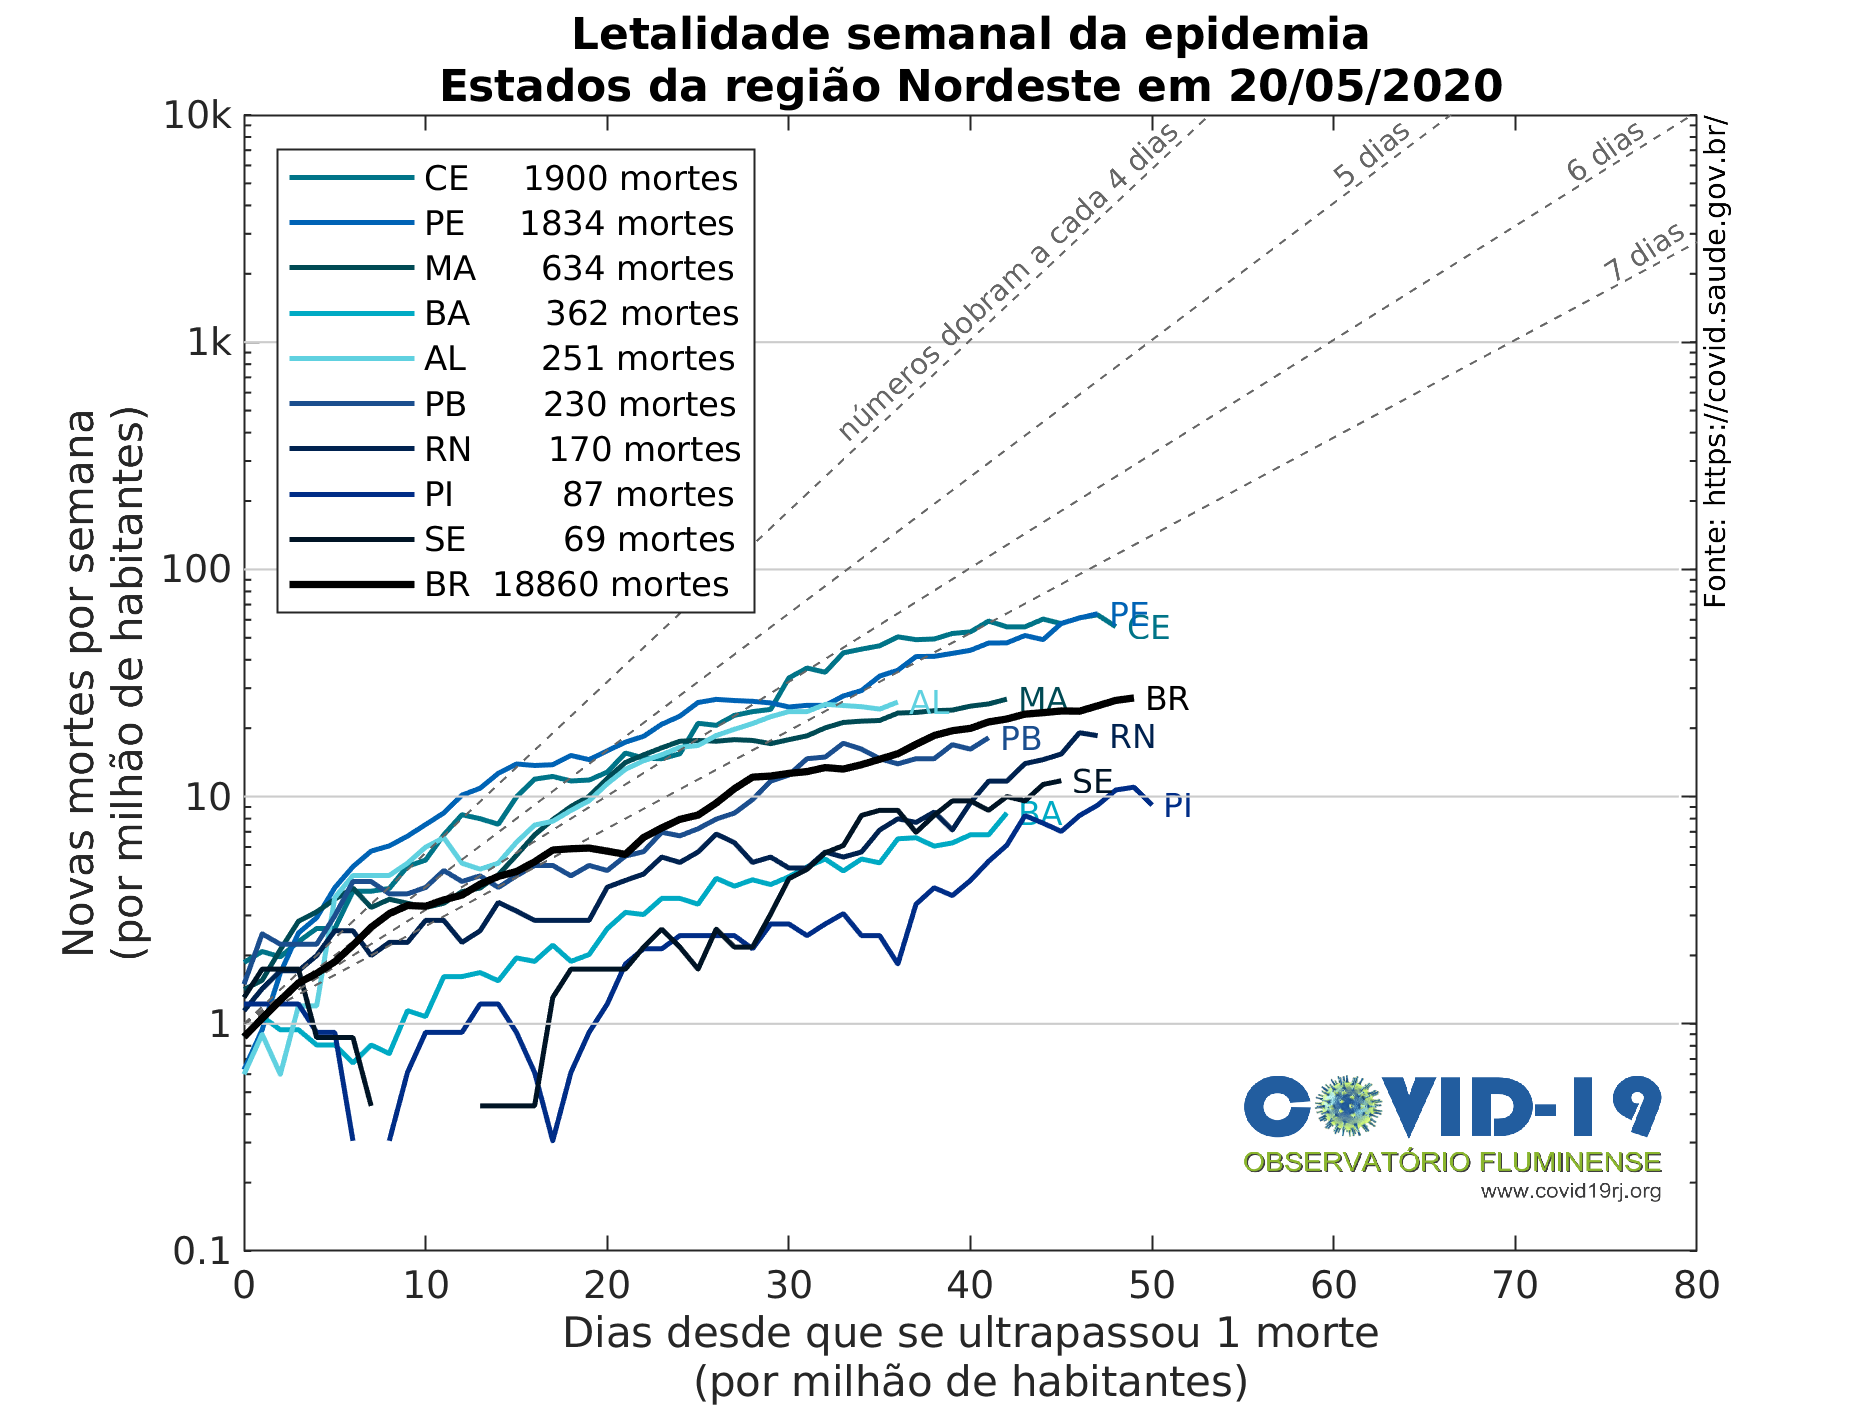 Letalidade semanal da epidemia
Estados da região Nordeste em 20/05/2020
10k
1k
100
10
1
0.1
Novas mortes por semana
(por milhão de habitantes)
CE 1900 mortes
PE 1834 mortes
MA 634 mortes
BA 362 mortes
AL 251 mortes
PB 230 mortes
RN 170 mortes
PI 87 mortes
SE 69 mortes
BR 18860 mortes
números dobram a cada 4 dias
5 dias
6 dias
7 dias
Fonte: https://covid.saude.gov.br/
PE
CE
AL
MA
BR
PB
RN
SE
BA
PI
COVID-19
OBSERVATÓRIO FLUMINENSE
www.covid19rj.org
0 10 20 30 40 50 60 70 80
Dias desde que se ultrapassou 1 morte
(por milhão de habitantes)